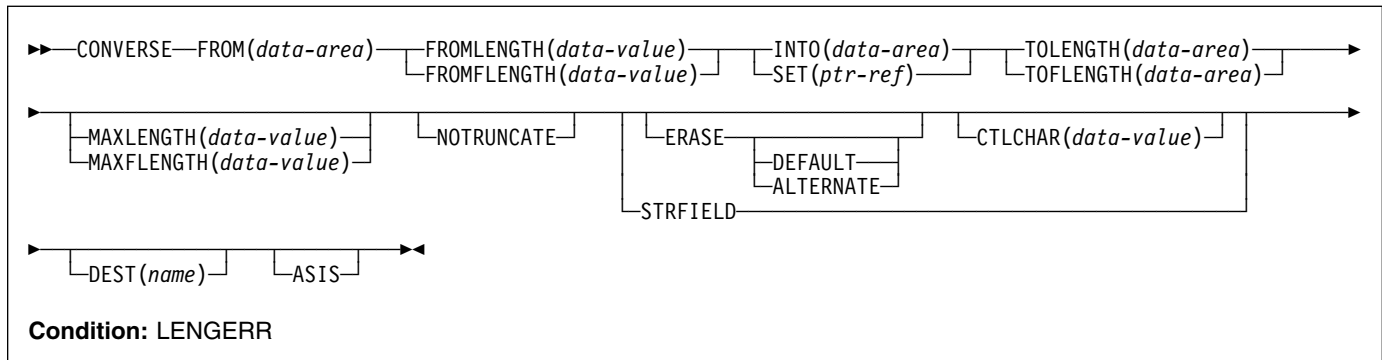 CONVERSE FROM(data-area) FROMLENGTH(data-value) INTO(data-area) TOLENGTH(data-area)
FROMFLENGTH(data-value) SET(ptr-ref) TOFLENGTH(data-area)
MAXLENGTH(data-value) NOTRUNCATE ERASE CTLCHAR(data-value)
MAXFLENGTH(data-value) DEFAULT
ALTERNATE
STRFIELD
DEST(name) ASIS
Condition: LENGERR